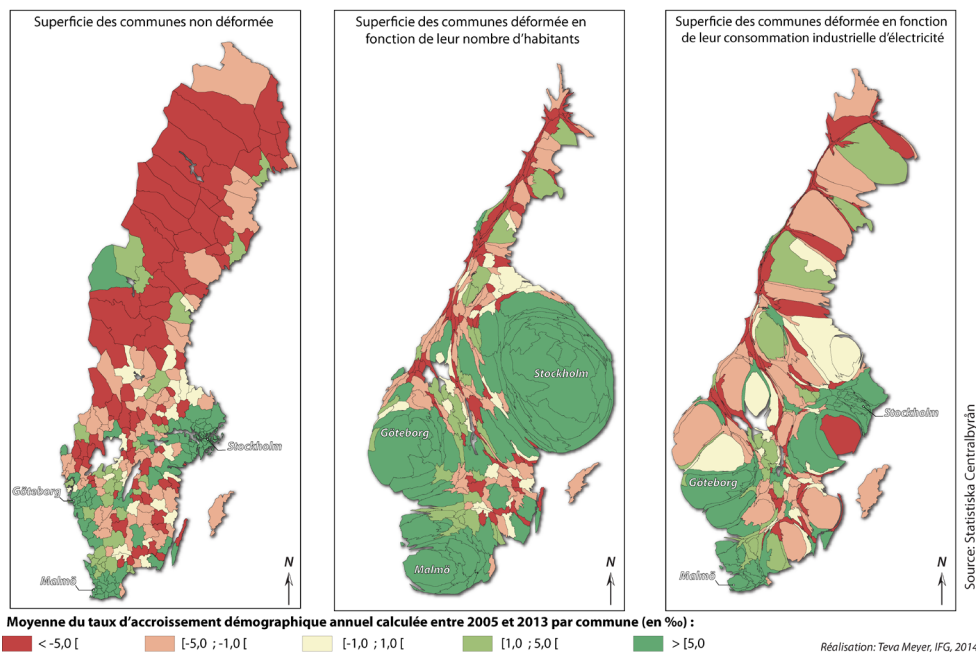 Superficie des communes non déformée
Superficie des communes déformée en
fonction de leur nombre d'habitants
Superficie des communes déformée en fonction
de leur consommation industrielle d'électricité
Stockholm
Göteborg
Malmö
N
Stockholm
Göteborg
Malmö
N
Stockholm
Göteborg
Malmö
N
Source: Statistiska Centralbyrån
Moyenne du taux d'accroissement démographique annuel calculée entre 2005 et 2013 par commune (en ‰) :
< -5,0 [ [-5,0 ; -1,0 [ [-1,0 ; 1,0 [ [1,0 ; 5,0 [ > [5,0
Réalisation: Teva Meyer, IFG, 2014